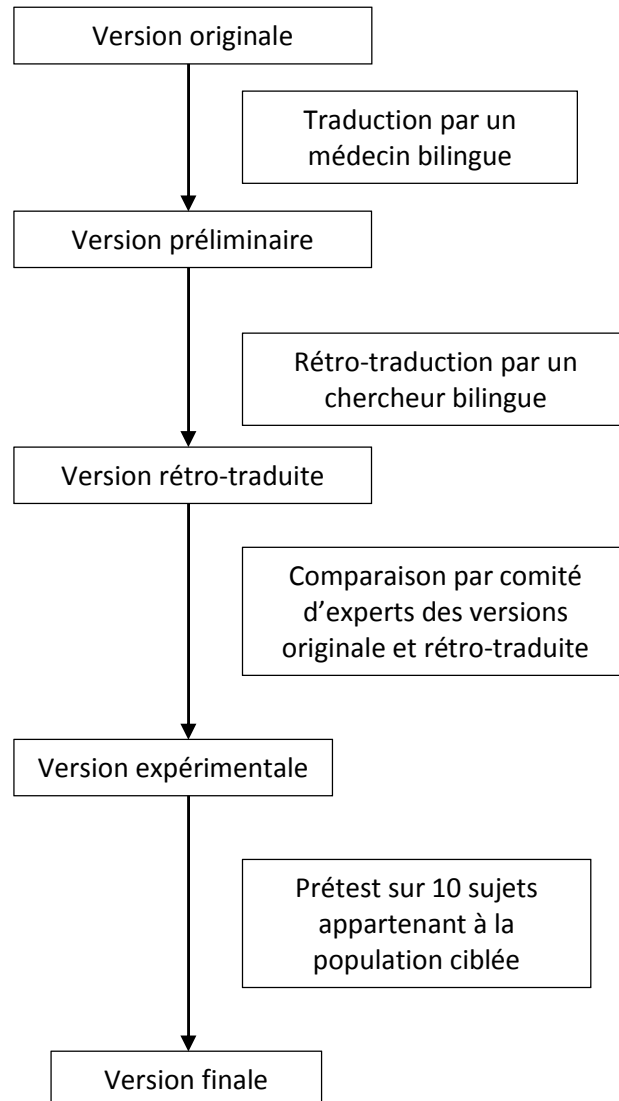 Version originale
Traduction par un
médecin bilingue
Version préliminaire
Rétro-traduction par un
chercheur bilingue
Version rétro-traduite
Comparaison par comité
d’experts des versions
originale et rétro-traduite
Version expérimentale
Prétest sur 10 sujets
appartenant à la
population ciblée
Version finale